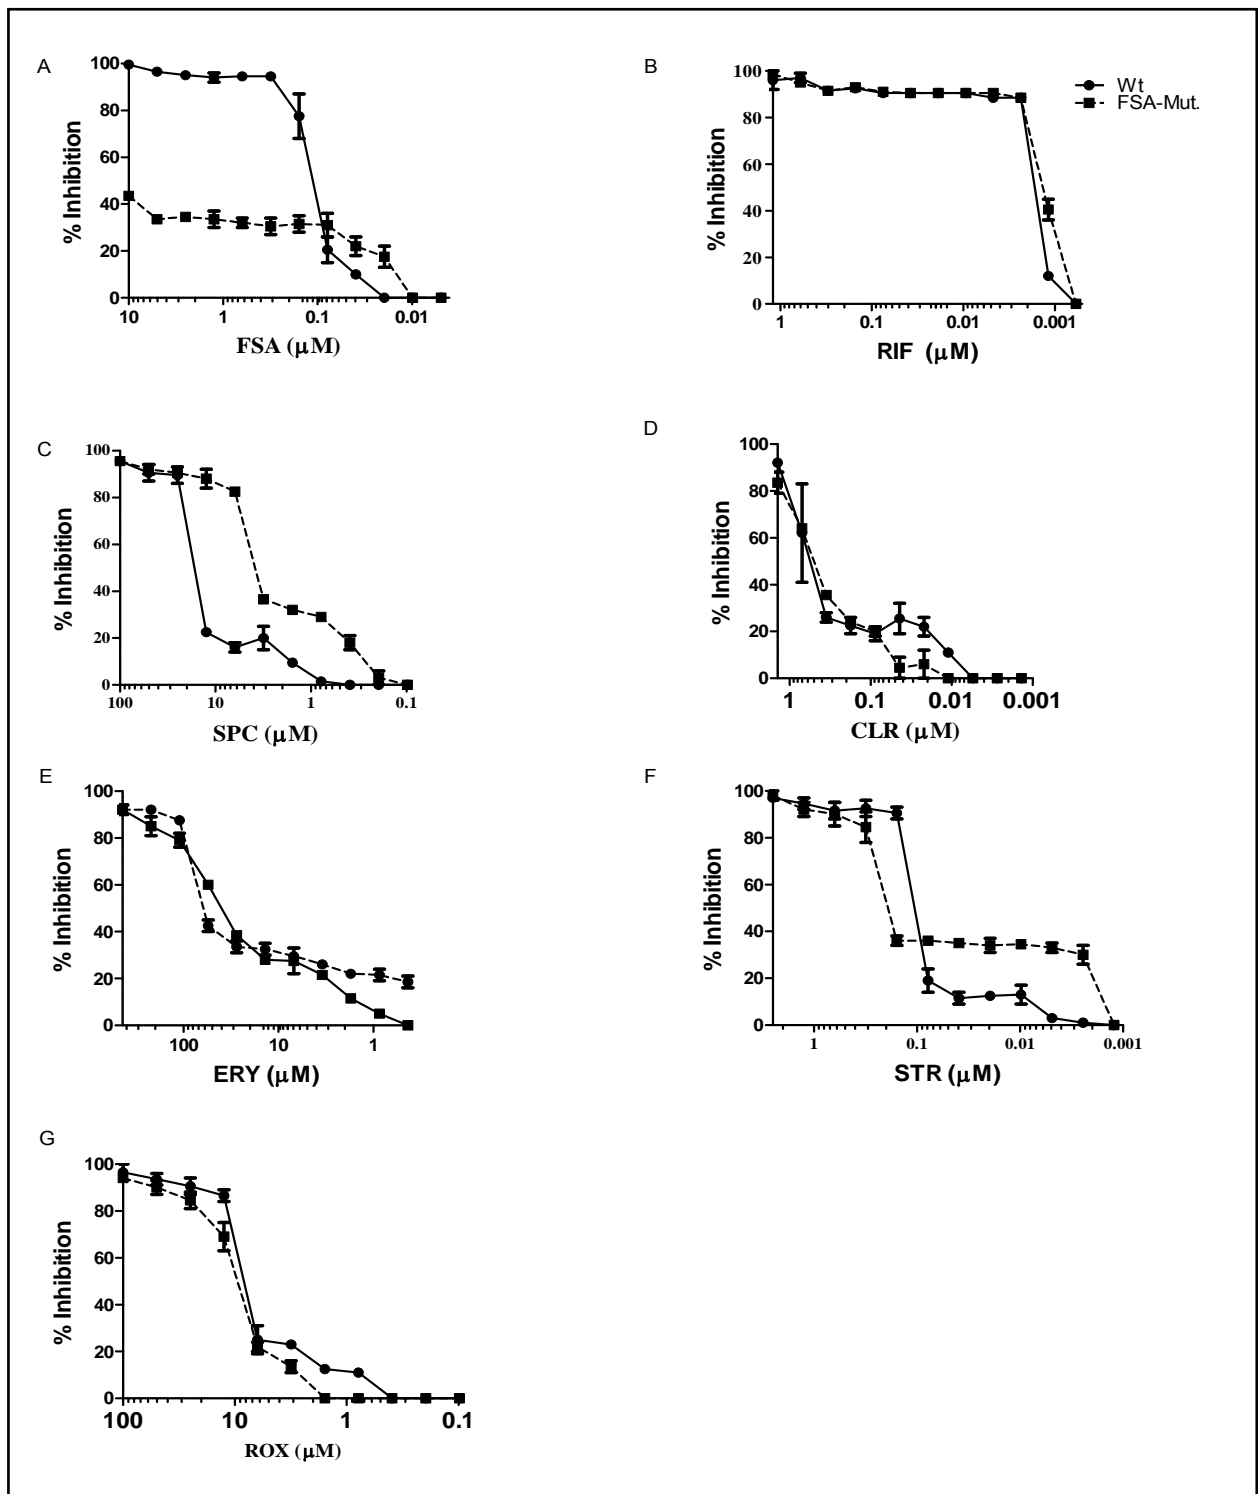 A
% Inhibition
100
80
60
40
20
0
10 1 0.1 0.01
FSA (µM)
B
% Inhibition
100
80
60
40
20
0
1 0.1 0.01 0.001
RIF (µM)
Wt
FSA-Mut.
C
% Inhibition
100
80
60
40
20
0
100 10 1 0.1
SPC (µM)
D
% Inhibition
100
80
60
40
20
0
1 0.1 0.01 0.001
CLR (µM)
E
% Inhibition
100
80
60
40
20
0
100 10 1
ERY (µM)
F
% Inhibition
100
80
60
40
20
0
1 0.1 0.01 0.001
STR (µM)
G
% Inhibition
100
80
60
40
20
0
100 10 1 0.1
ROX (µM)